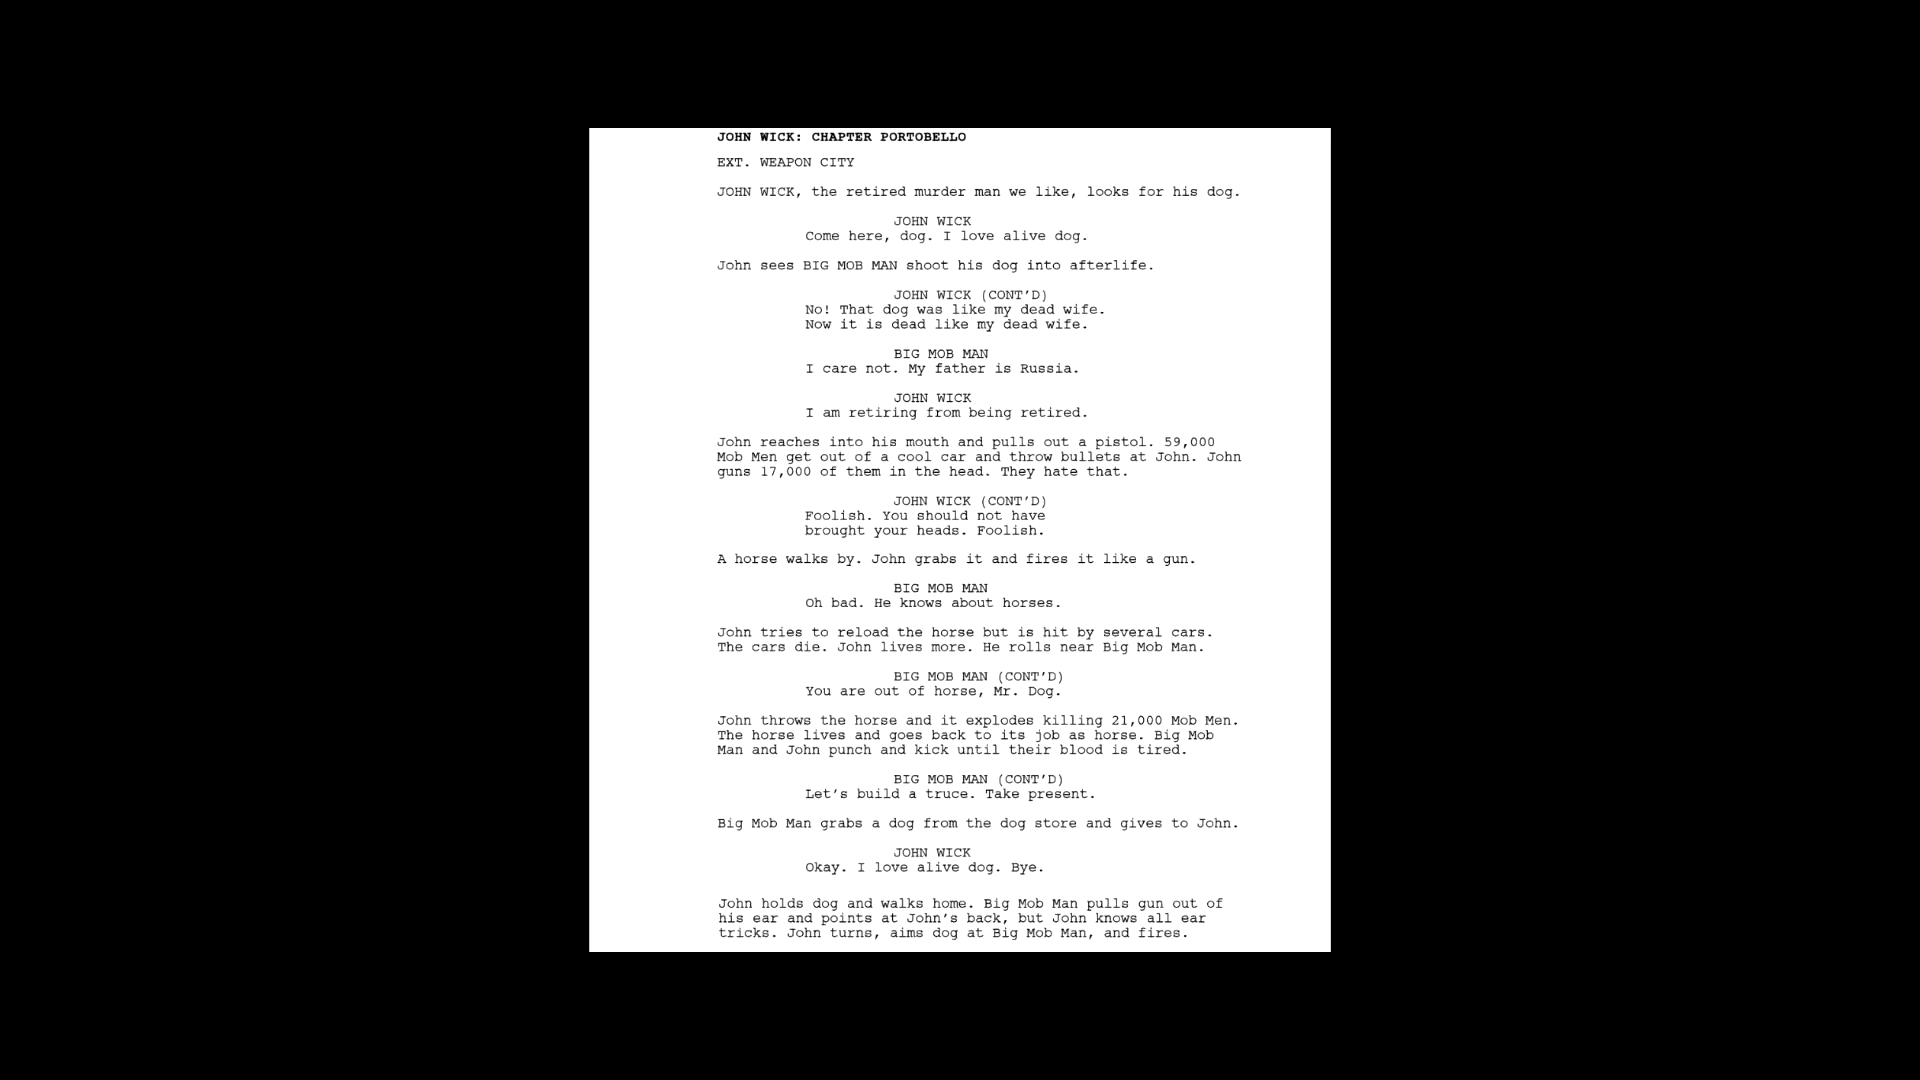 JOHN WICK: CHAPTER PORTOBELLO
EXT. WEAPON CITY
JOHN WICK, the retired murder man we like, looks for his dog.
JOHN WICK
Come here, dog. I love alive dog.
John sees BIG MOB MAN shoot his dog into afterlife.
JOHN WICK (CONT'D)
No! That dog was like my dead wife.
Now it is dead like my dead wife.
BIG MOB MAN
I care not. My father is Russia.
JOHN WICK
I am retiring from being retired.
John reaches into his mouth and pulls out a pistol. 59,000
Mob Men get out of a cool car and throw bullets at John. John
guns 17,000 of them in the head. They hate that.
JOHN WICK (CONT'D)
Foolish. You should not have
brought your heads. Foolish.
A horse walks by. John grabs it and fires it like a gun.
BIG MOB MAN
Oh bad. He knows about horses.
John tries to reload the horse but is hit by several cars.
The cars die. John lives more. He rolls near Big Mob Man.
BIG MOB MAN (CONT'D)
You are out of horse, Mr. Dog.
John throws the horse and it explodes killing 21,000 Mob Men.
The horse lives and goes back to its job as horse. Big Mob
Man and John punch and kick until their blood is tired.
BIG MOB MAN (CONT'D)
Let's build a truce. Take present.
Big Mob Man grabs a dog from the dog store and gives to John.
JOHN WICK
Okay. I love alive dog. Bye.
John holds dog and walks home. Big Mob Man pulls gun out of
his ear and points at John's back, but John knows all ear
tricks. John turns, aims dog at Big Mob Man, and fires.